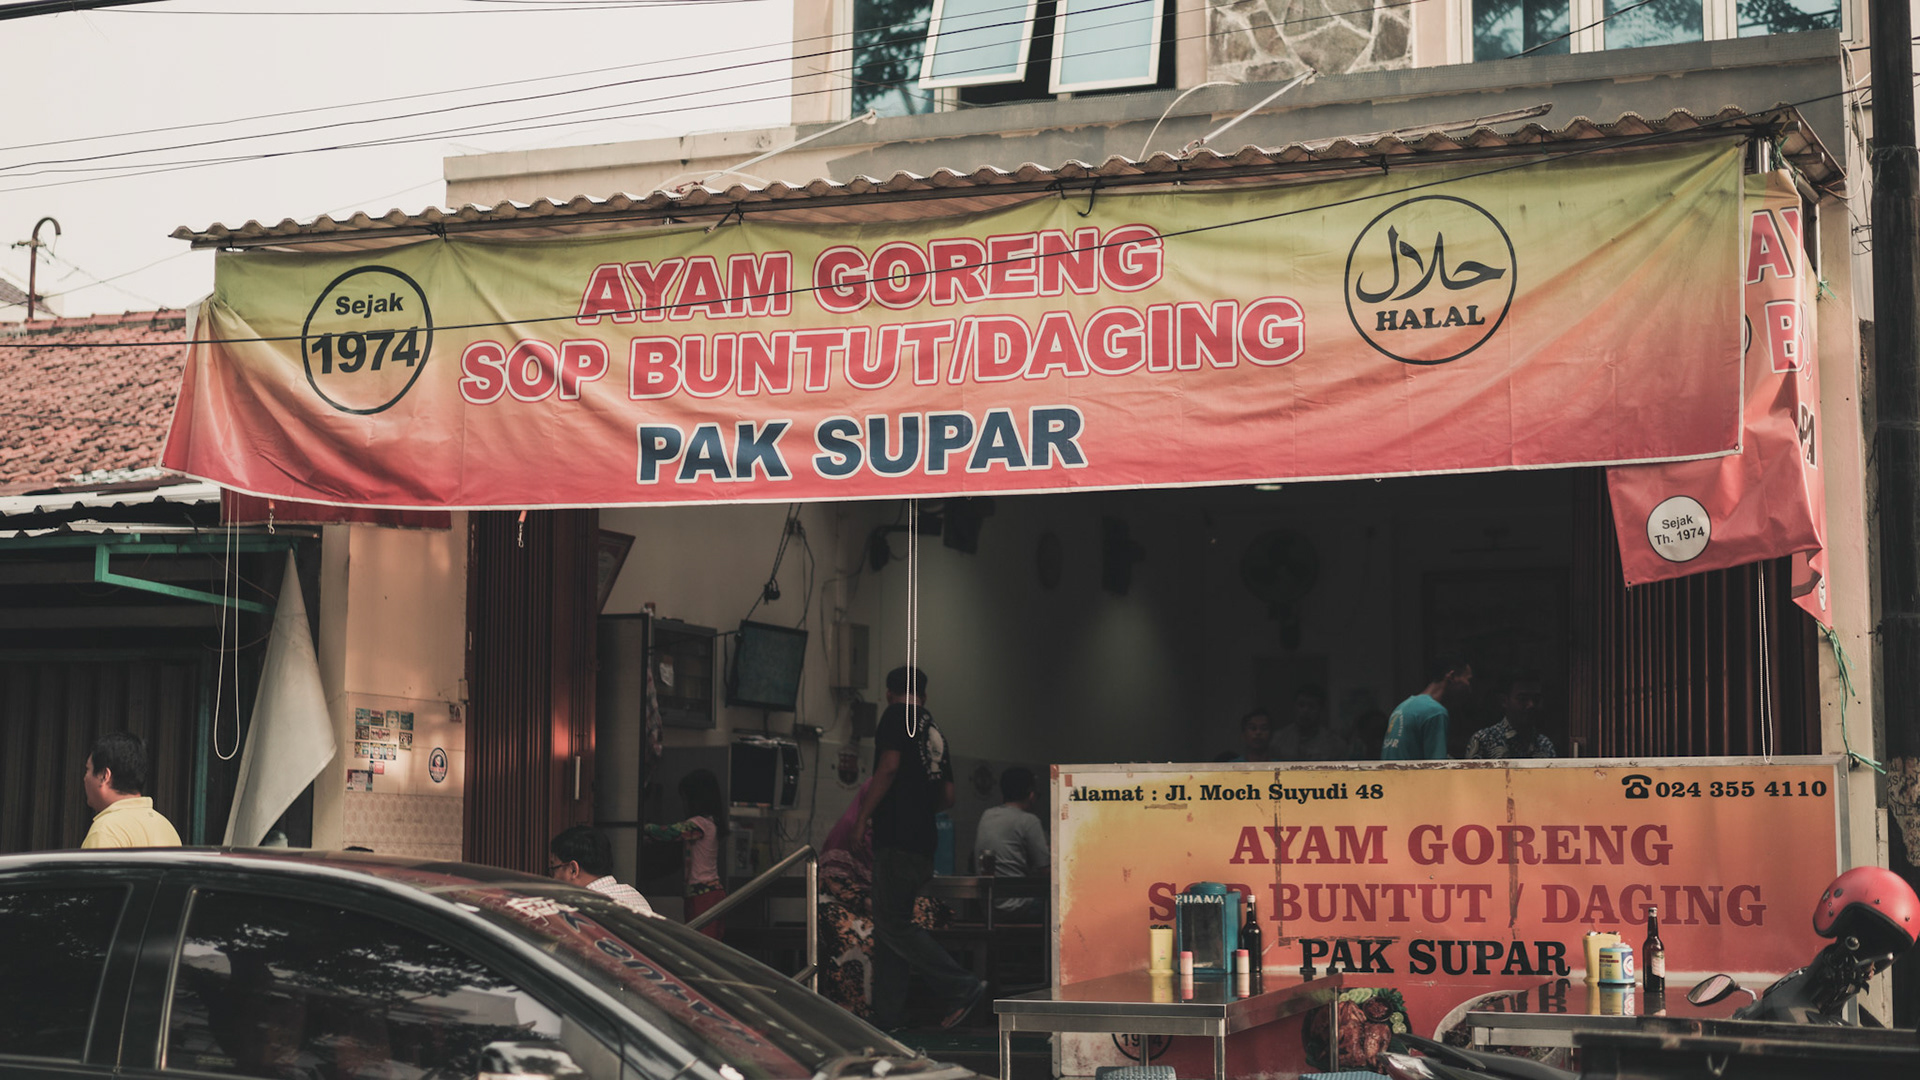 Sejak
1974
AYAM GORENG
SOP BUNTUT/DAGING
PAK SUPAR
حلال
HALAL
Sejak
Th. 1974
Alamat : Jl. Moch Suyudi 48
024 355 4110
AYAM GORENG
SOP BUNTUT / DAGING
PAK SUPAR